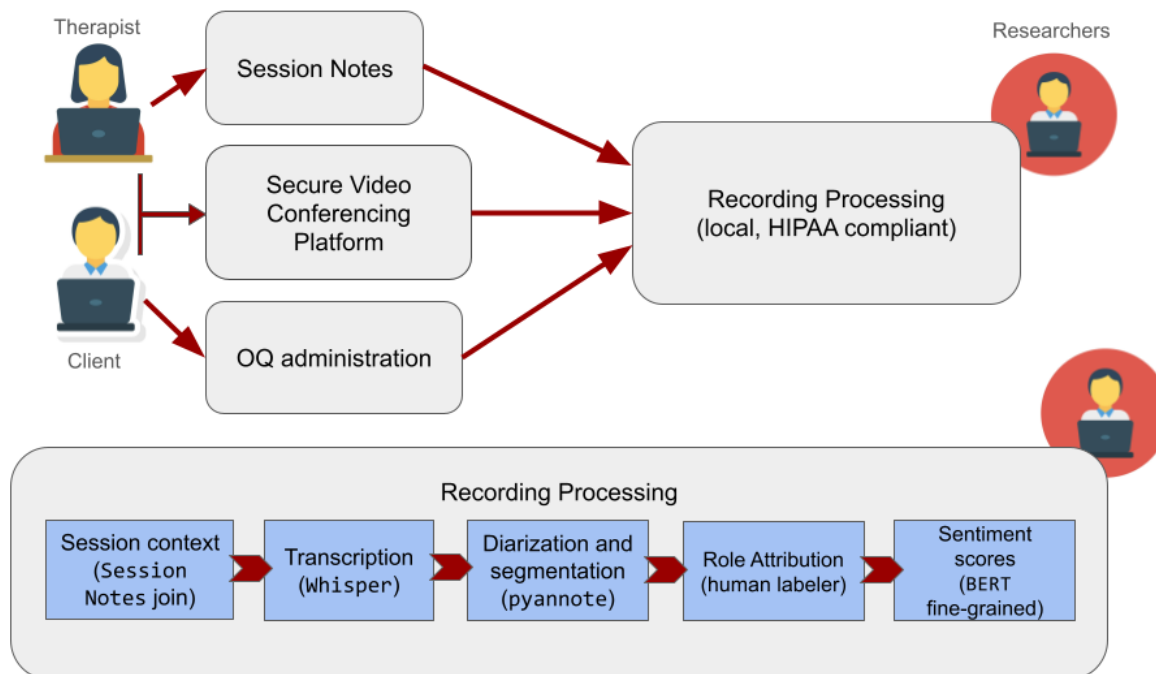 Therapist
Session Notes
Researchers
Secure Video
Conferencing
Platform
Recording Processing
(local, HIPAA compliant)
Client
OQ administration
Recording Processing
Session context
(Session
Notes join)
Transcription
(Whisper)
Diarization and
segmentation
(pyannote)
Role Attribution
(human labeler)
Sentiment
scores
(BERT
fine-grained)